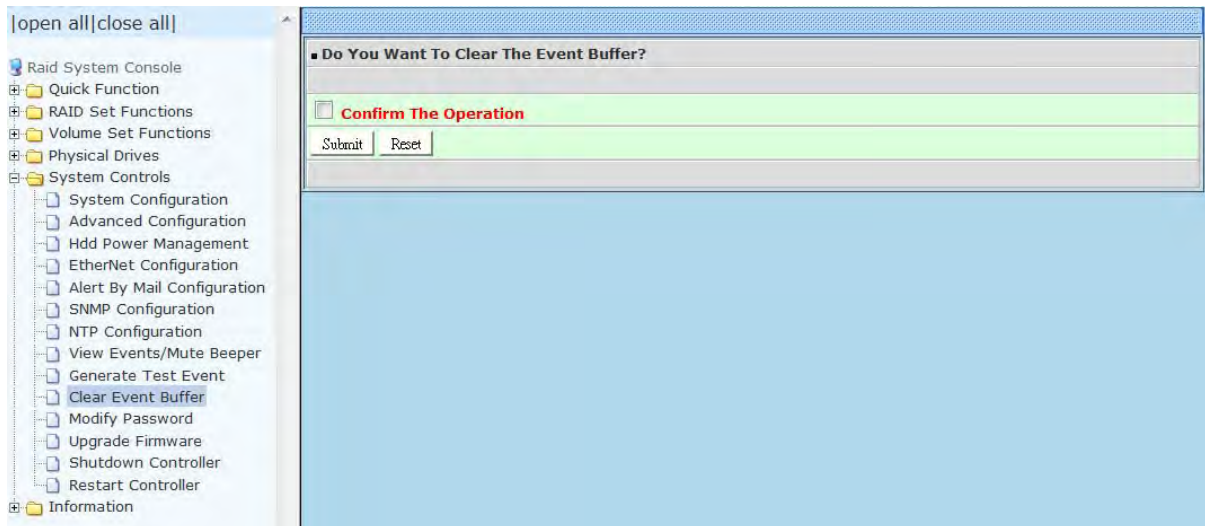 |open all|close all|
Raid System Console
Quick Function
RAID Set Functions
Volume Set Functions
Physical Drives
System Controls
System Configuration
Advanced Configuration
Hdd Power Management
EtherNet Configuration
Alert By Mail Configuration
SNMP Configuration
NTP Configuration
View Events/Mute Beeper
Generate Test Event
Clear Event Buffer
Modify Password
Upgrade Firmware
Shutdown Controller
Restart Controller
Information
Do You Want To Clear The Event Buffer?
Confirm The Operation
Submit Reset